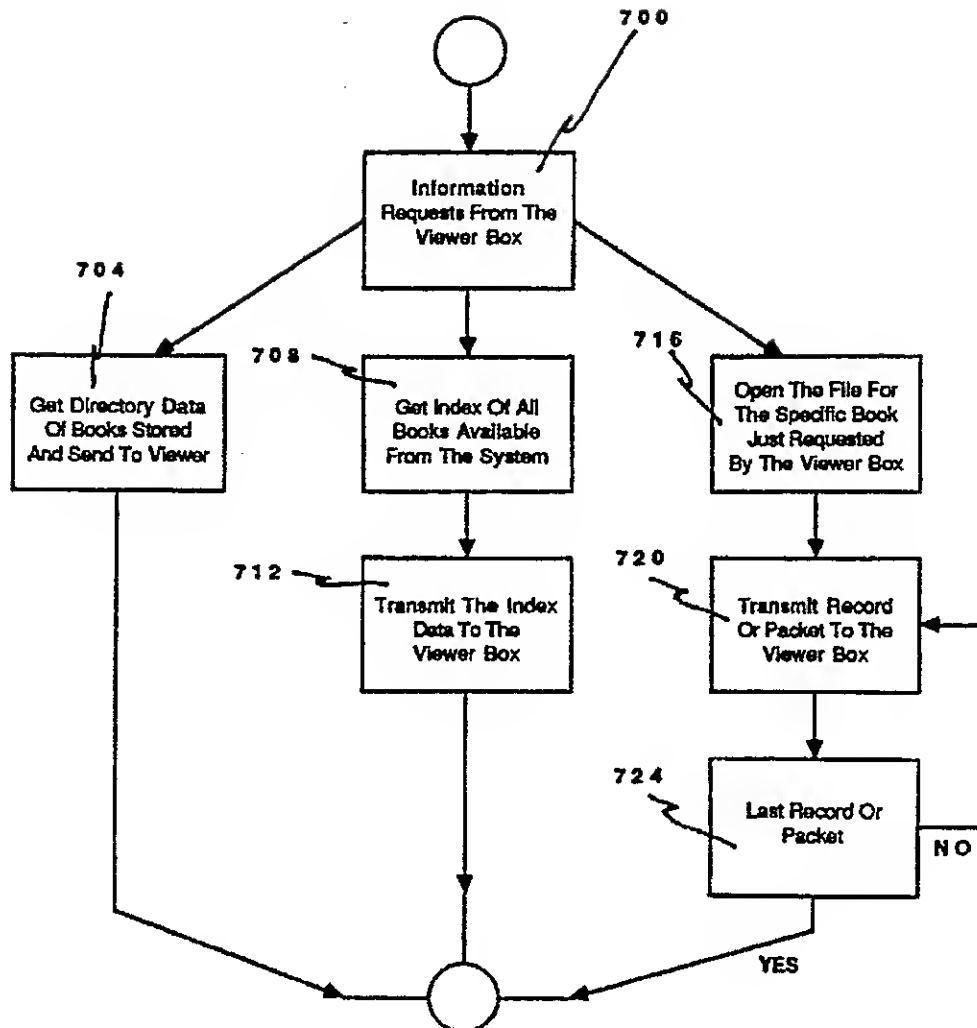 700
Information
Requests From The
Viewer Box
704
Get Directory Data
Of Books Stored
And Send To Viewer
708
Get Index Of All
Books Available
From The System
716
Open The File For
The Specific Book
Just Requested
By The Viewer Box
712
Transmit The Index
Data To The
Viewer Box
720
Transmit Record
Or Packet To The
Viewer Box
724
Last Record Or
Packet
NO
YES